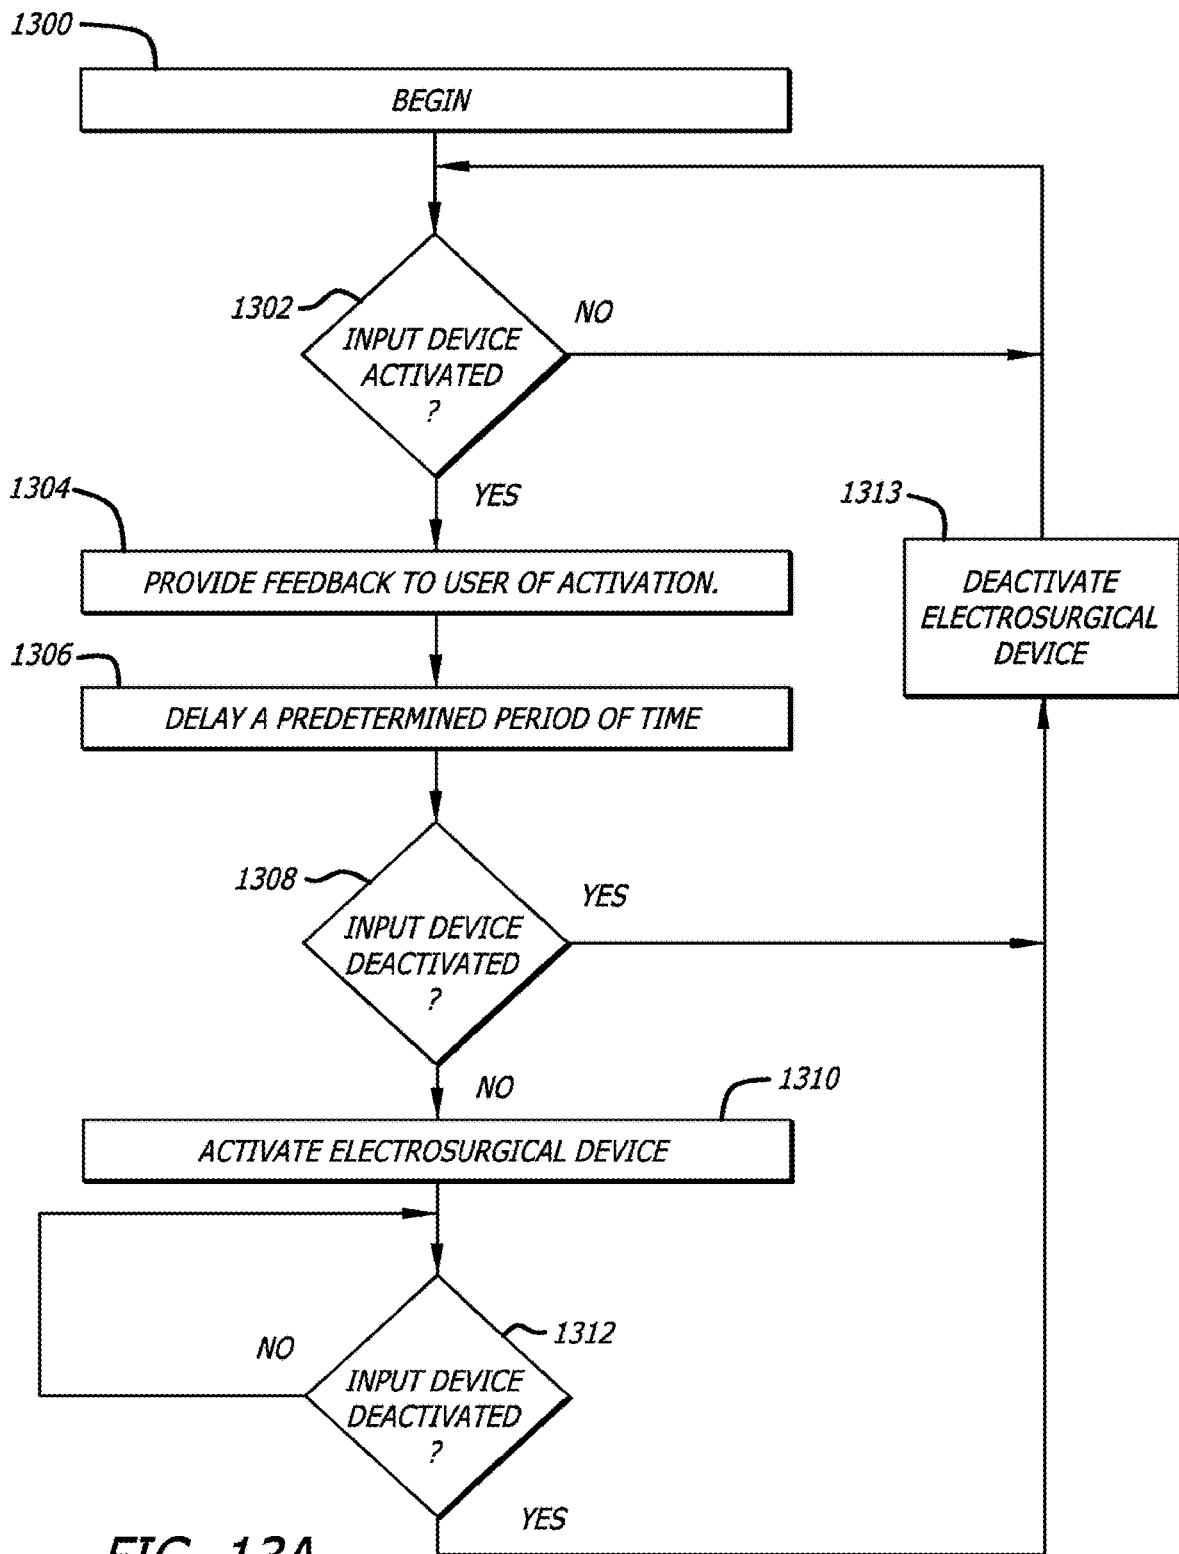 1300
BEGIN
1302
INPUT DEVICE
ACTIVATED
?
NO
YES
1304
PROVIDE FEEDBACK TO USER OF ACTIVATION.
1313
DEACTIVATE
ELECTROSURGICAL
DEVICE
1306
DELAY A PREDETERMINED PERIOD OF TIME
1308
INPUT DEVICE
DEACTIVATED
?
YES
NO
1310
ACTIVATE ELECTROSURGICAL DEVICE
1312
INPUT DEVICE
DEACTIVATED
?
NO
YES
FIG. 13A